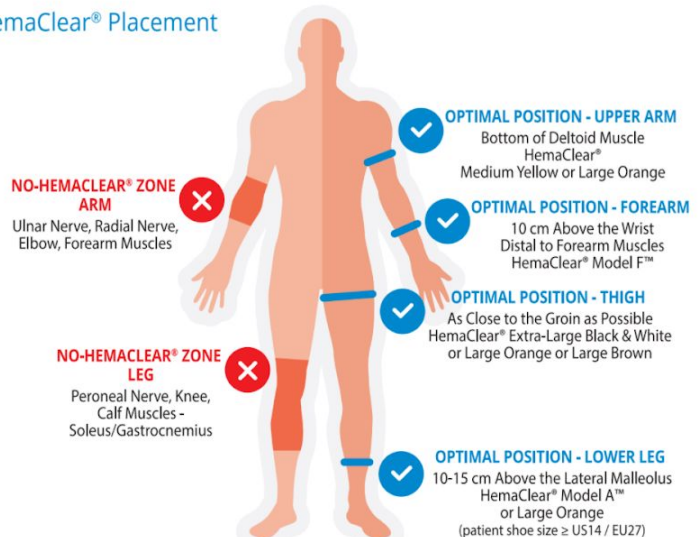 emaClear® Placement
OPTIMAL POSITION - UPPER ARM
Bottom of Deltoid Muscle
HemaClear®
Medium Yellow or Large Orange
NO-HEMACLEAR® ZONE
ARM
Ulnar Nerve, Radial Nerve,
Elbow, Forearm Muscles
OPTIMAL POSITION - FOREARM
10 cm Above the Wrist
Distal to Forearm Muscles
HemaClear® Model F™
OPTIMAL POSITION - THIGH
As Close to the Groin as Possible
HemaClear® Extra-Large Black & White
or Large Orange or Large Brown
NO-HEMACLEAR® ZONE
LEG
Peroneal Nerve, Knee,
Calf Muscles -
Soleus/Gastrocnemius
OPTIMAL POSITION - LOWER LEG
10-15 cm Above the Lateral Malleolus
HemaClear® Model A™
or Large Orange
(patient shoe size ≥ US14 / EU27)